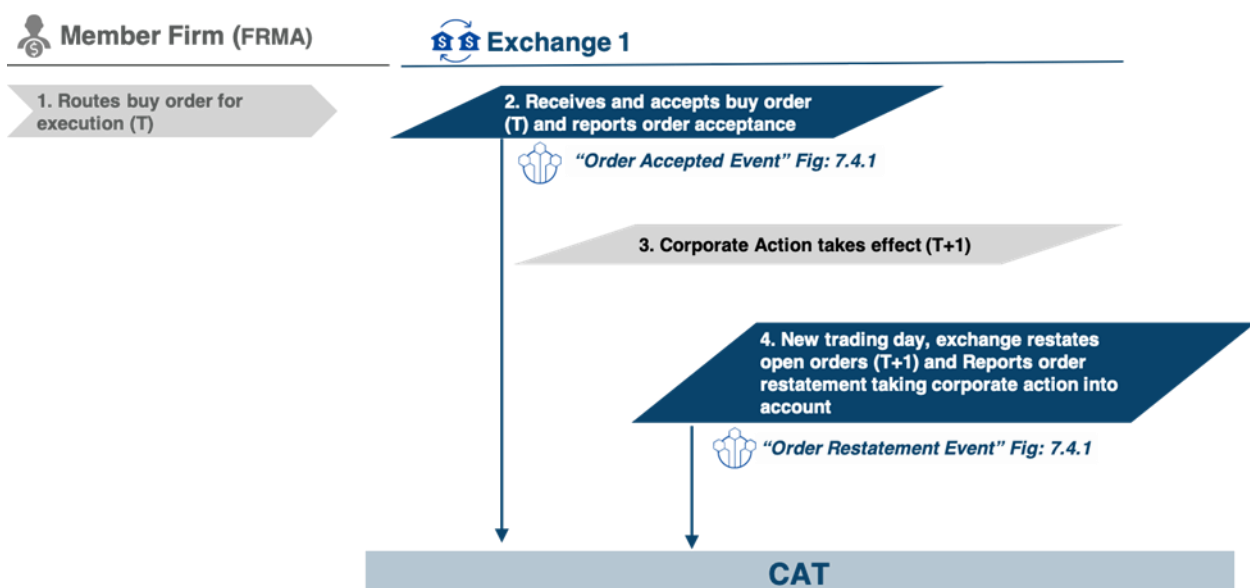 Member Firm (FRMA)
Exchange 1
1. Routes buy order for
execution (T)
2. Receives and accepts buy order
(T) and reports order acceptance
“Order Accepted Event” Fig: 7.4.1
3. Corporate Action takes effect (T+1)
4. New trading day, exchange restates
open orders (T+1) and Reports order
restatement taking corporate action into
account
“Order Restatement Event” Fig: 7.4.1
CAT